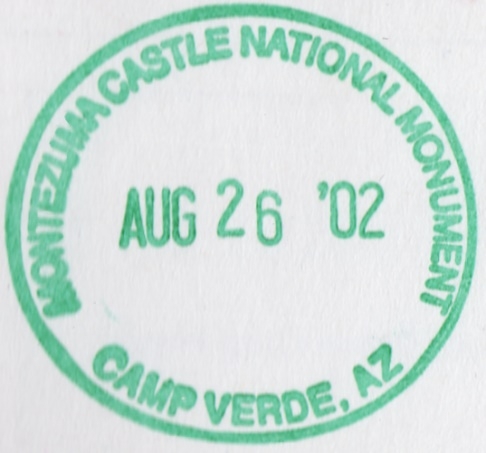 MONTEZUMA CASTLE NATIONAL MONUMENT
AUG 26 '02
CAMP VERDE, AZ